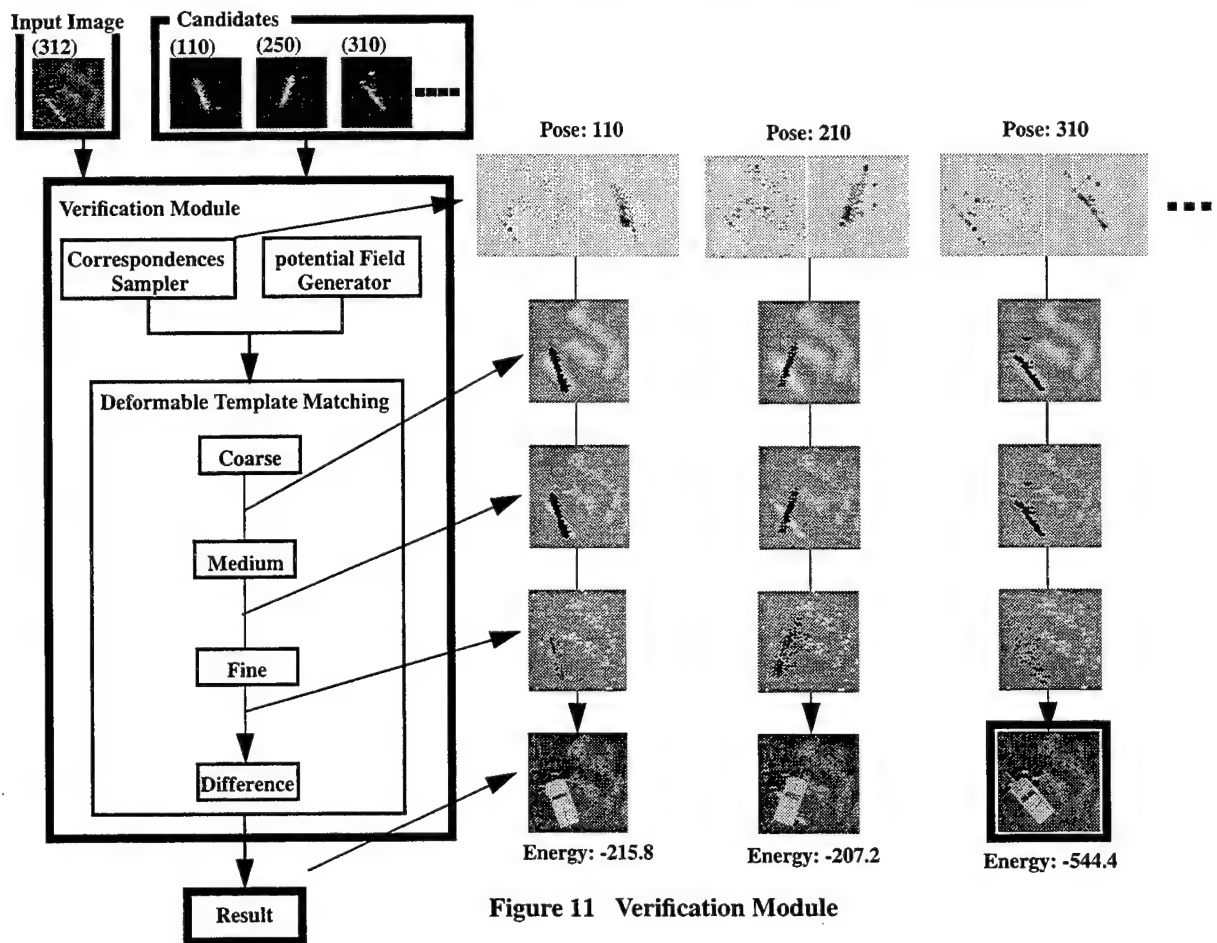 Input Image
(312)
Candidates
(110)
(250)
(310)
Verification Module
Correspondences
Sampler
potential Field
Generator
Deformable Template Matching
Coarse
Medium
Fine
Difference
Result
Pose: 110
Pose: 210
Pose: 310
Energy: -215.8
Energy: -207.2
Energy: -544.4
Figure 11 Verification Module